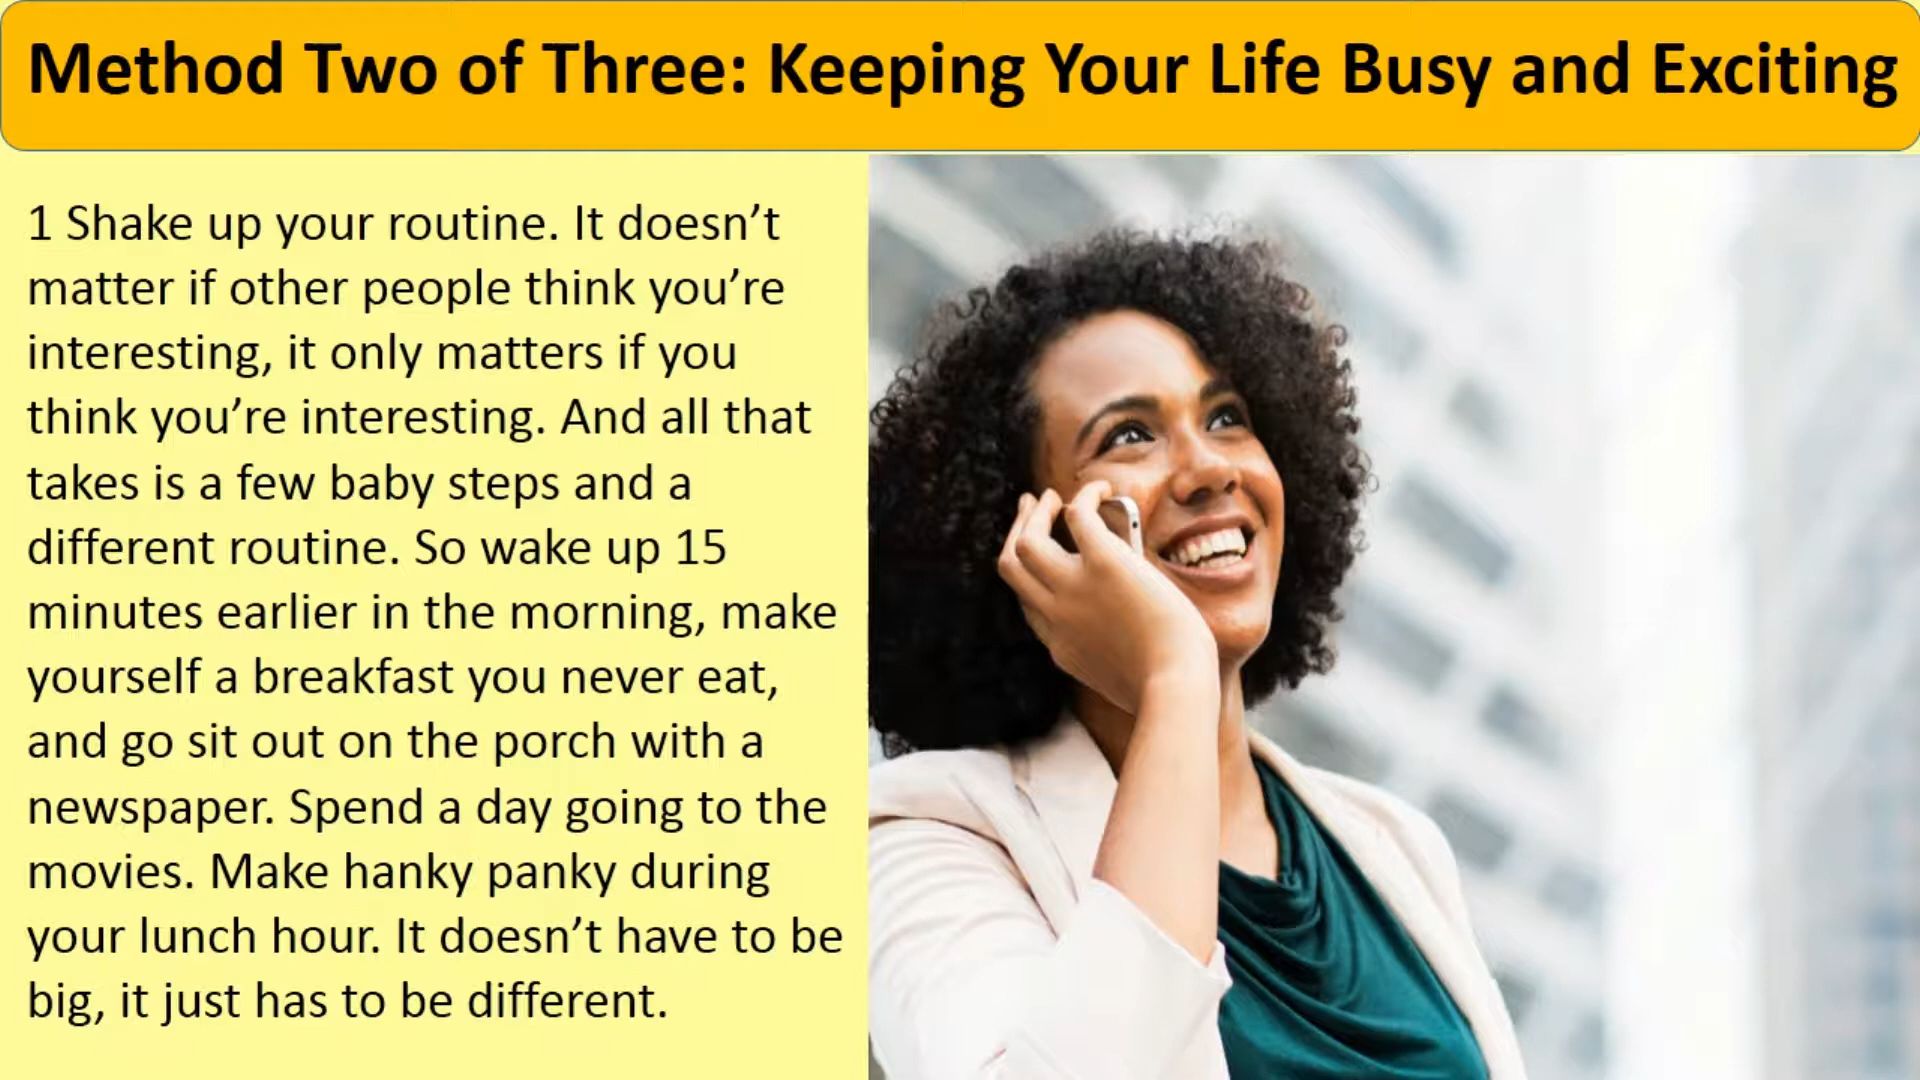 Method Two of Three: Keeping Your Life Busy and Exciting
1 Shake up your routine. It doesn’t
matter if other people think you’re
interesting, it only matters if you
think you’re interesting. And all that
takes is a few baby steps and a
different routine. So wake up 15
minutes earlier in the morning, make
yourself a breakfast you never eat,
and go sit out on the porch with a
newspaper. Spend a day going to the
movies. Make hanky panky during
your lunch hour. It doesn’t have to be
big, it just has to be different.